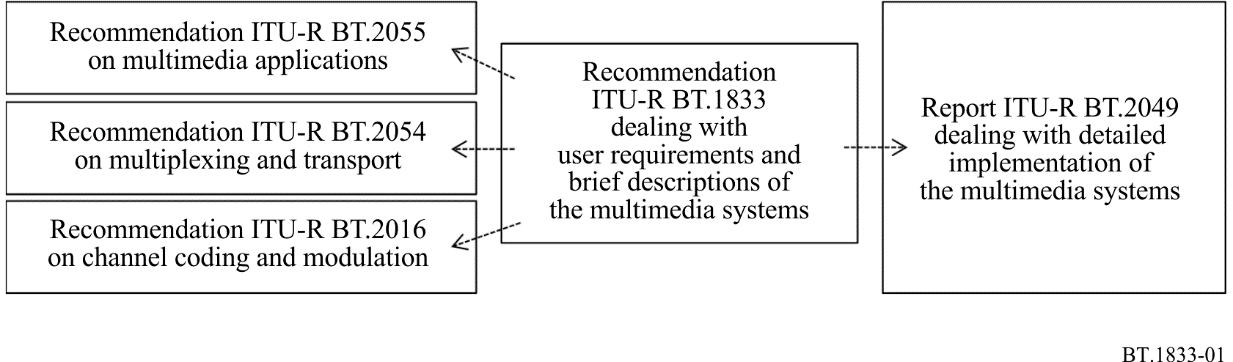 Recommendation ITU-R BT.2055
on multimedia applications
Recommendation ITU-R BT.2054
on multiplexing and transport
Recommendation ITU-R BT.2016
on channel coding and modulation
Recommendation
ITU-R BT.1833
dealing with
user requirements and
brief descriptions of
the multimedia systems
Report ITU-R BT.2049
dealing with detailed
implementation of
the multimedia systems
BT.1833-01